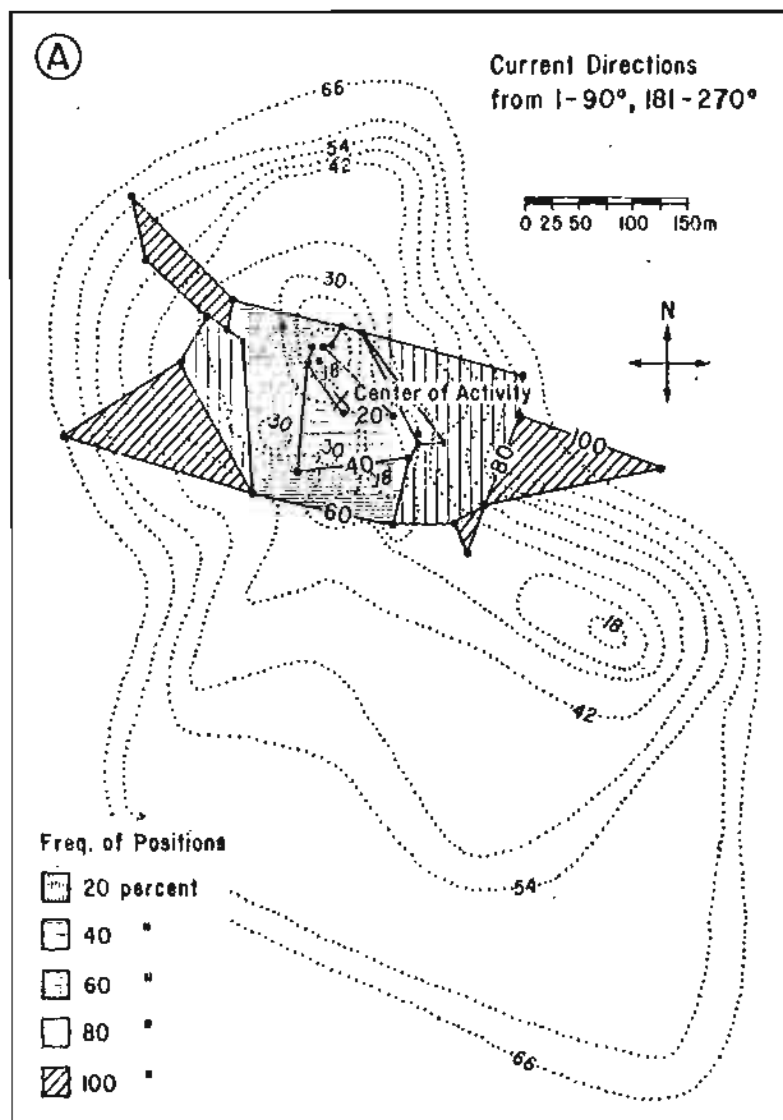 A
Current Directions
from 1-90°, 181-270°
66
54
42
0 25 50 100 150m
30
N
18
Center of Activity
20
30
30
40
18
80
100
60
18
42
54
66
Freq. of Positions
20 percent
40 "
60 "
80 "
100 "